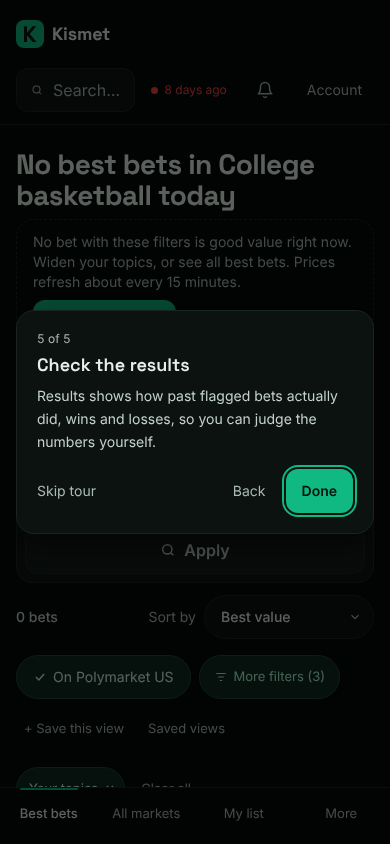 Kismet
Search...
8 days ago
Account
No best bets in College
basketball today
No bet with these filters is good value right now.
Widen your topics, or see all best bets. Prices
refresh about every 15 minutes.
5 of 5
Check the results
Results shows how past flagged bets actually
did, wins and losses, so you can judge the
numbers yourself.
Skip tour
Back
Done
Apply
0 bets
Sort by
Best value
On Polymarket US
More filters (3)
+ Save this view
Saved views
Your topics
Clear all
Best bets
All markets
My list
More